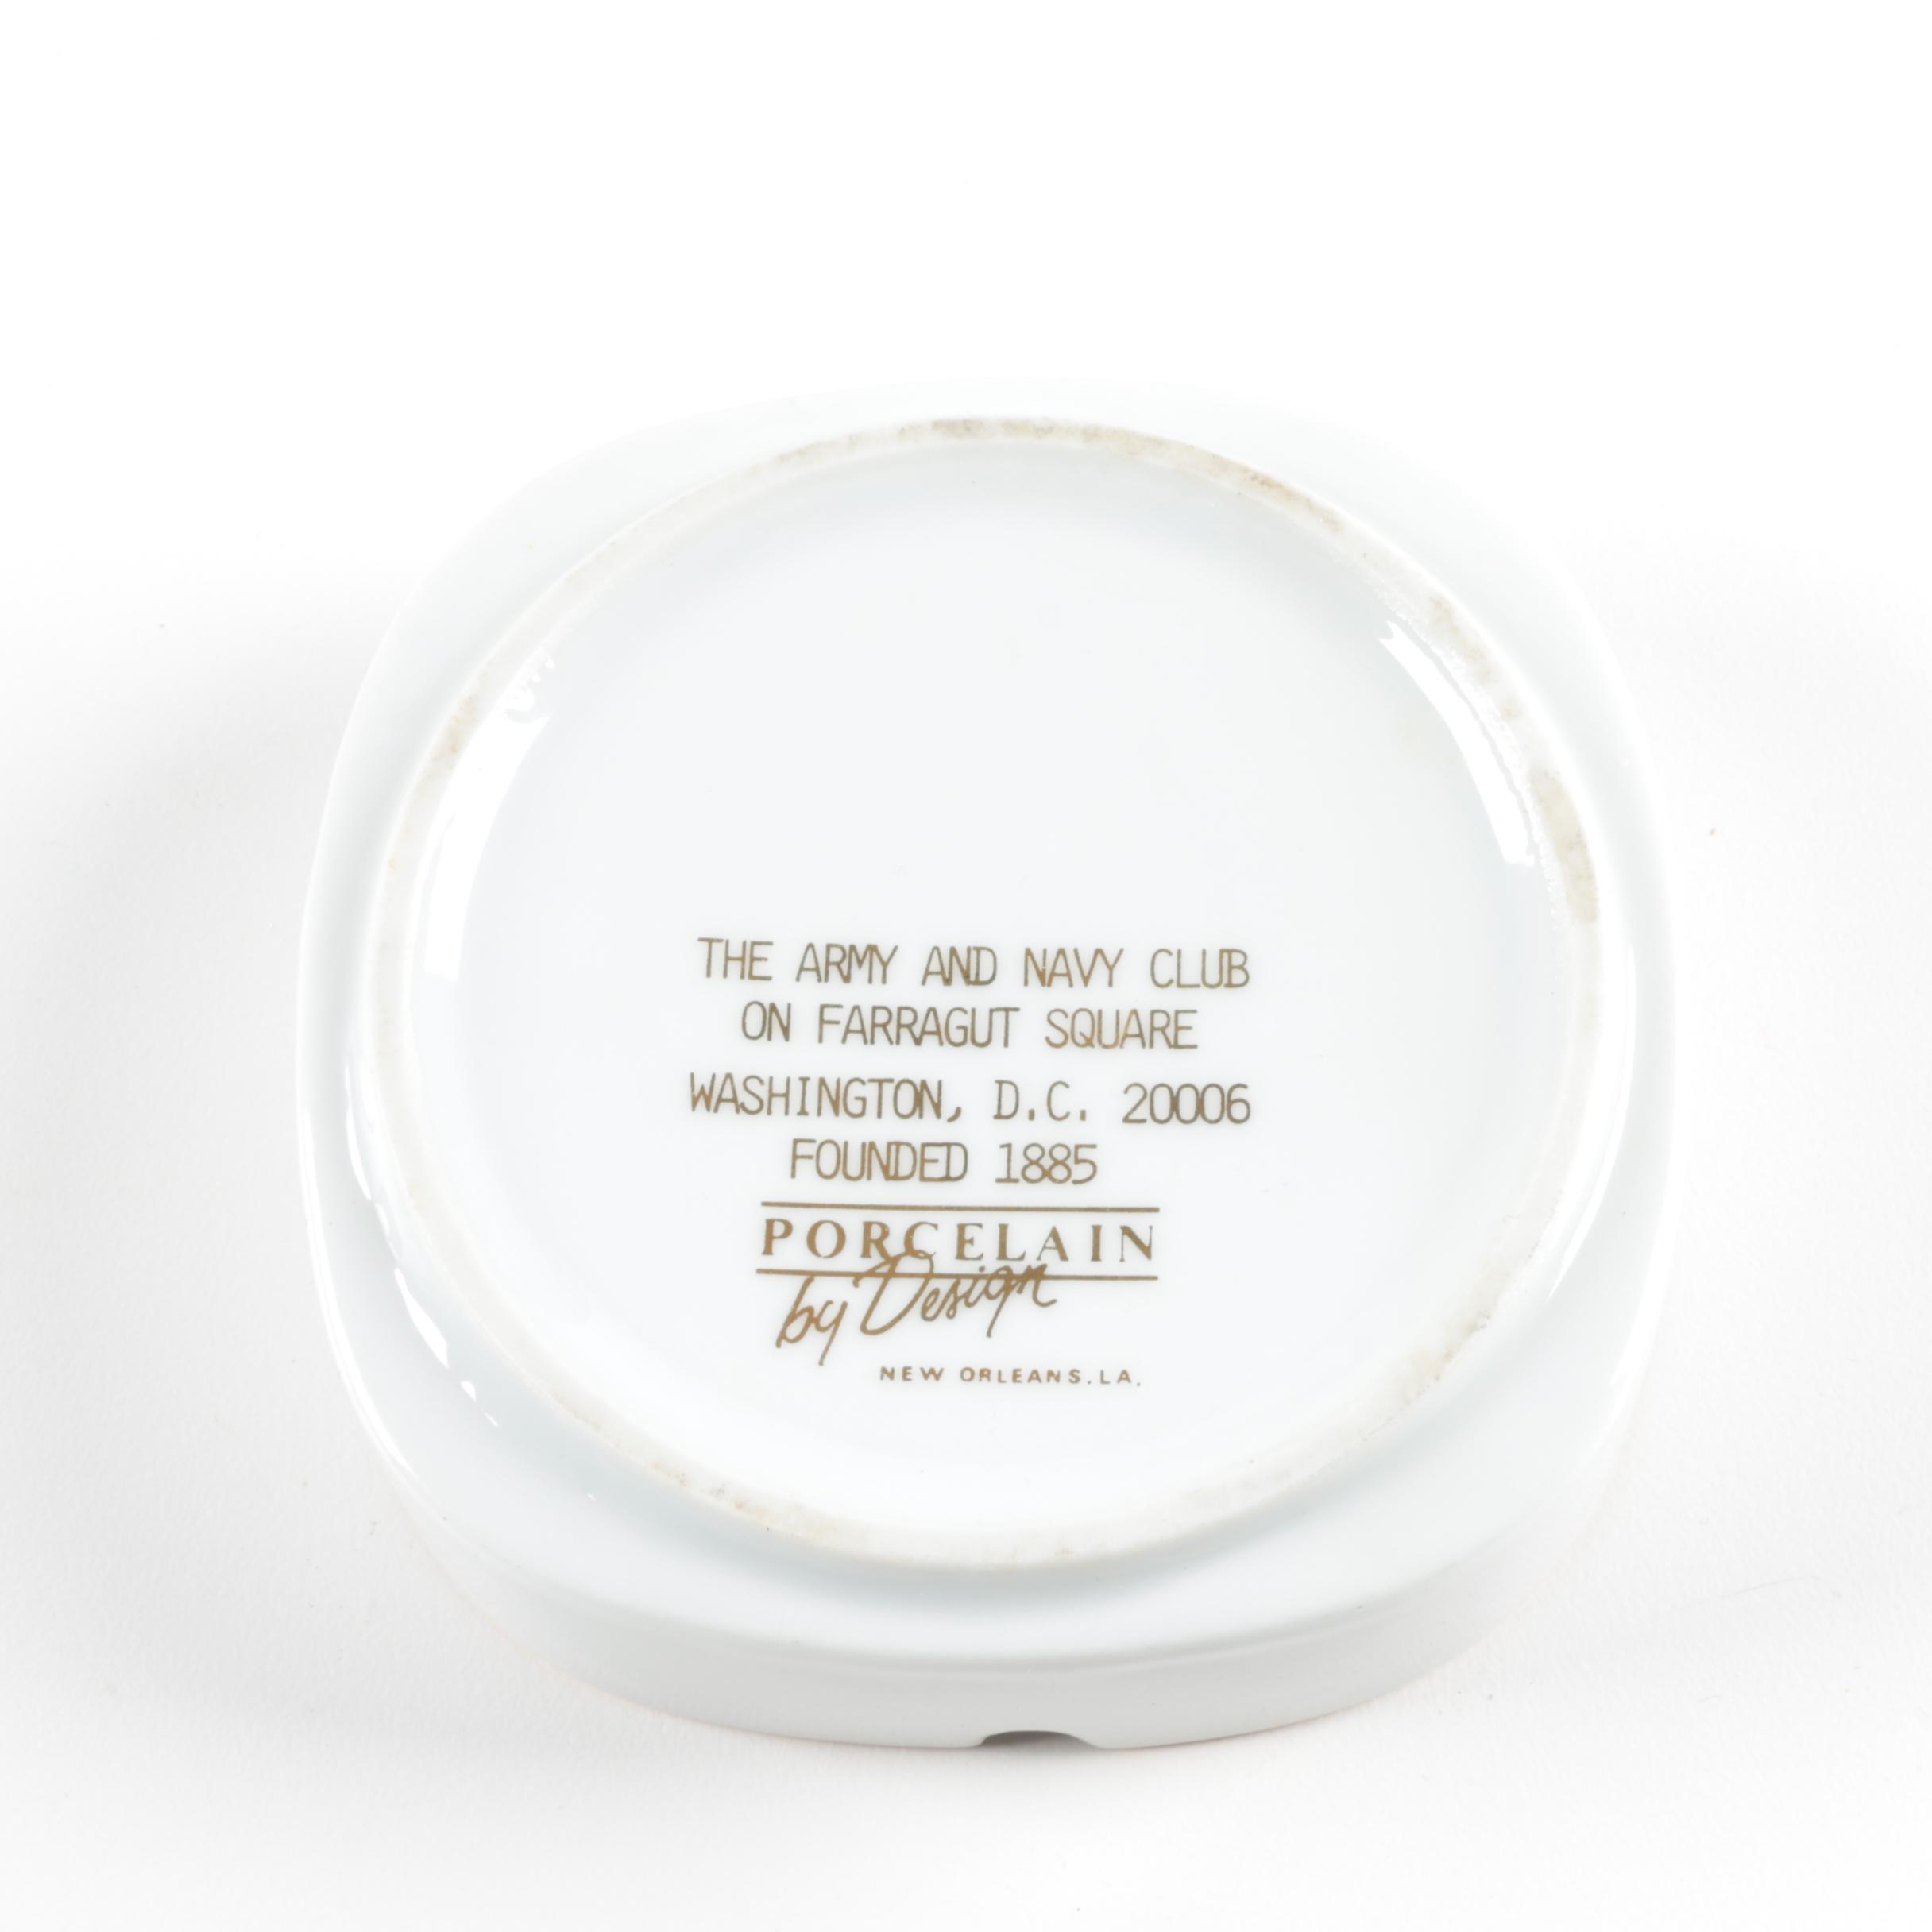 THE ARMY AND NAVY CLUB
ON FARRAGUT SQUARE
WASHINGTON, D.C. 20006
FOUNDED 1885
PORCELAIN
by Design
NEW ORLEANS, LA.